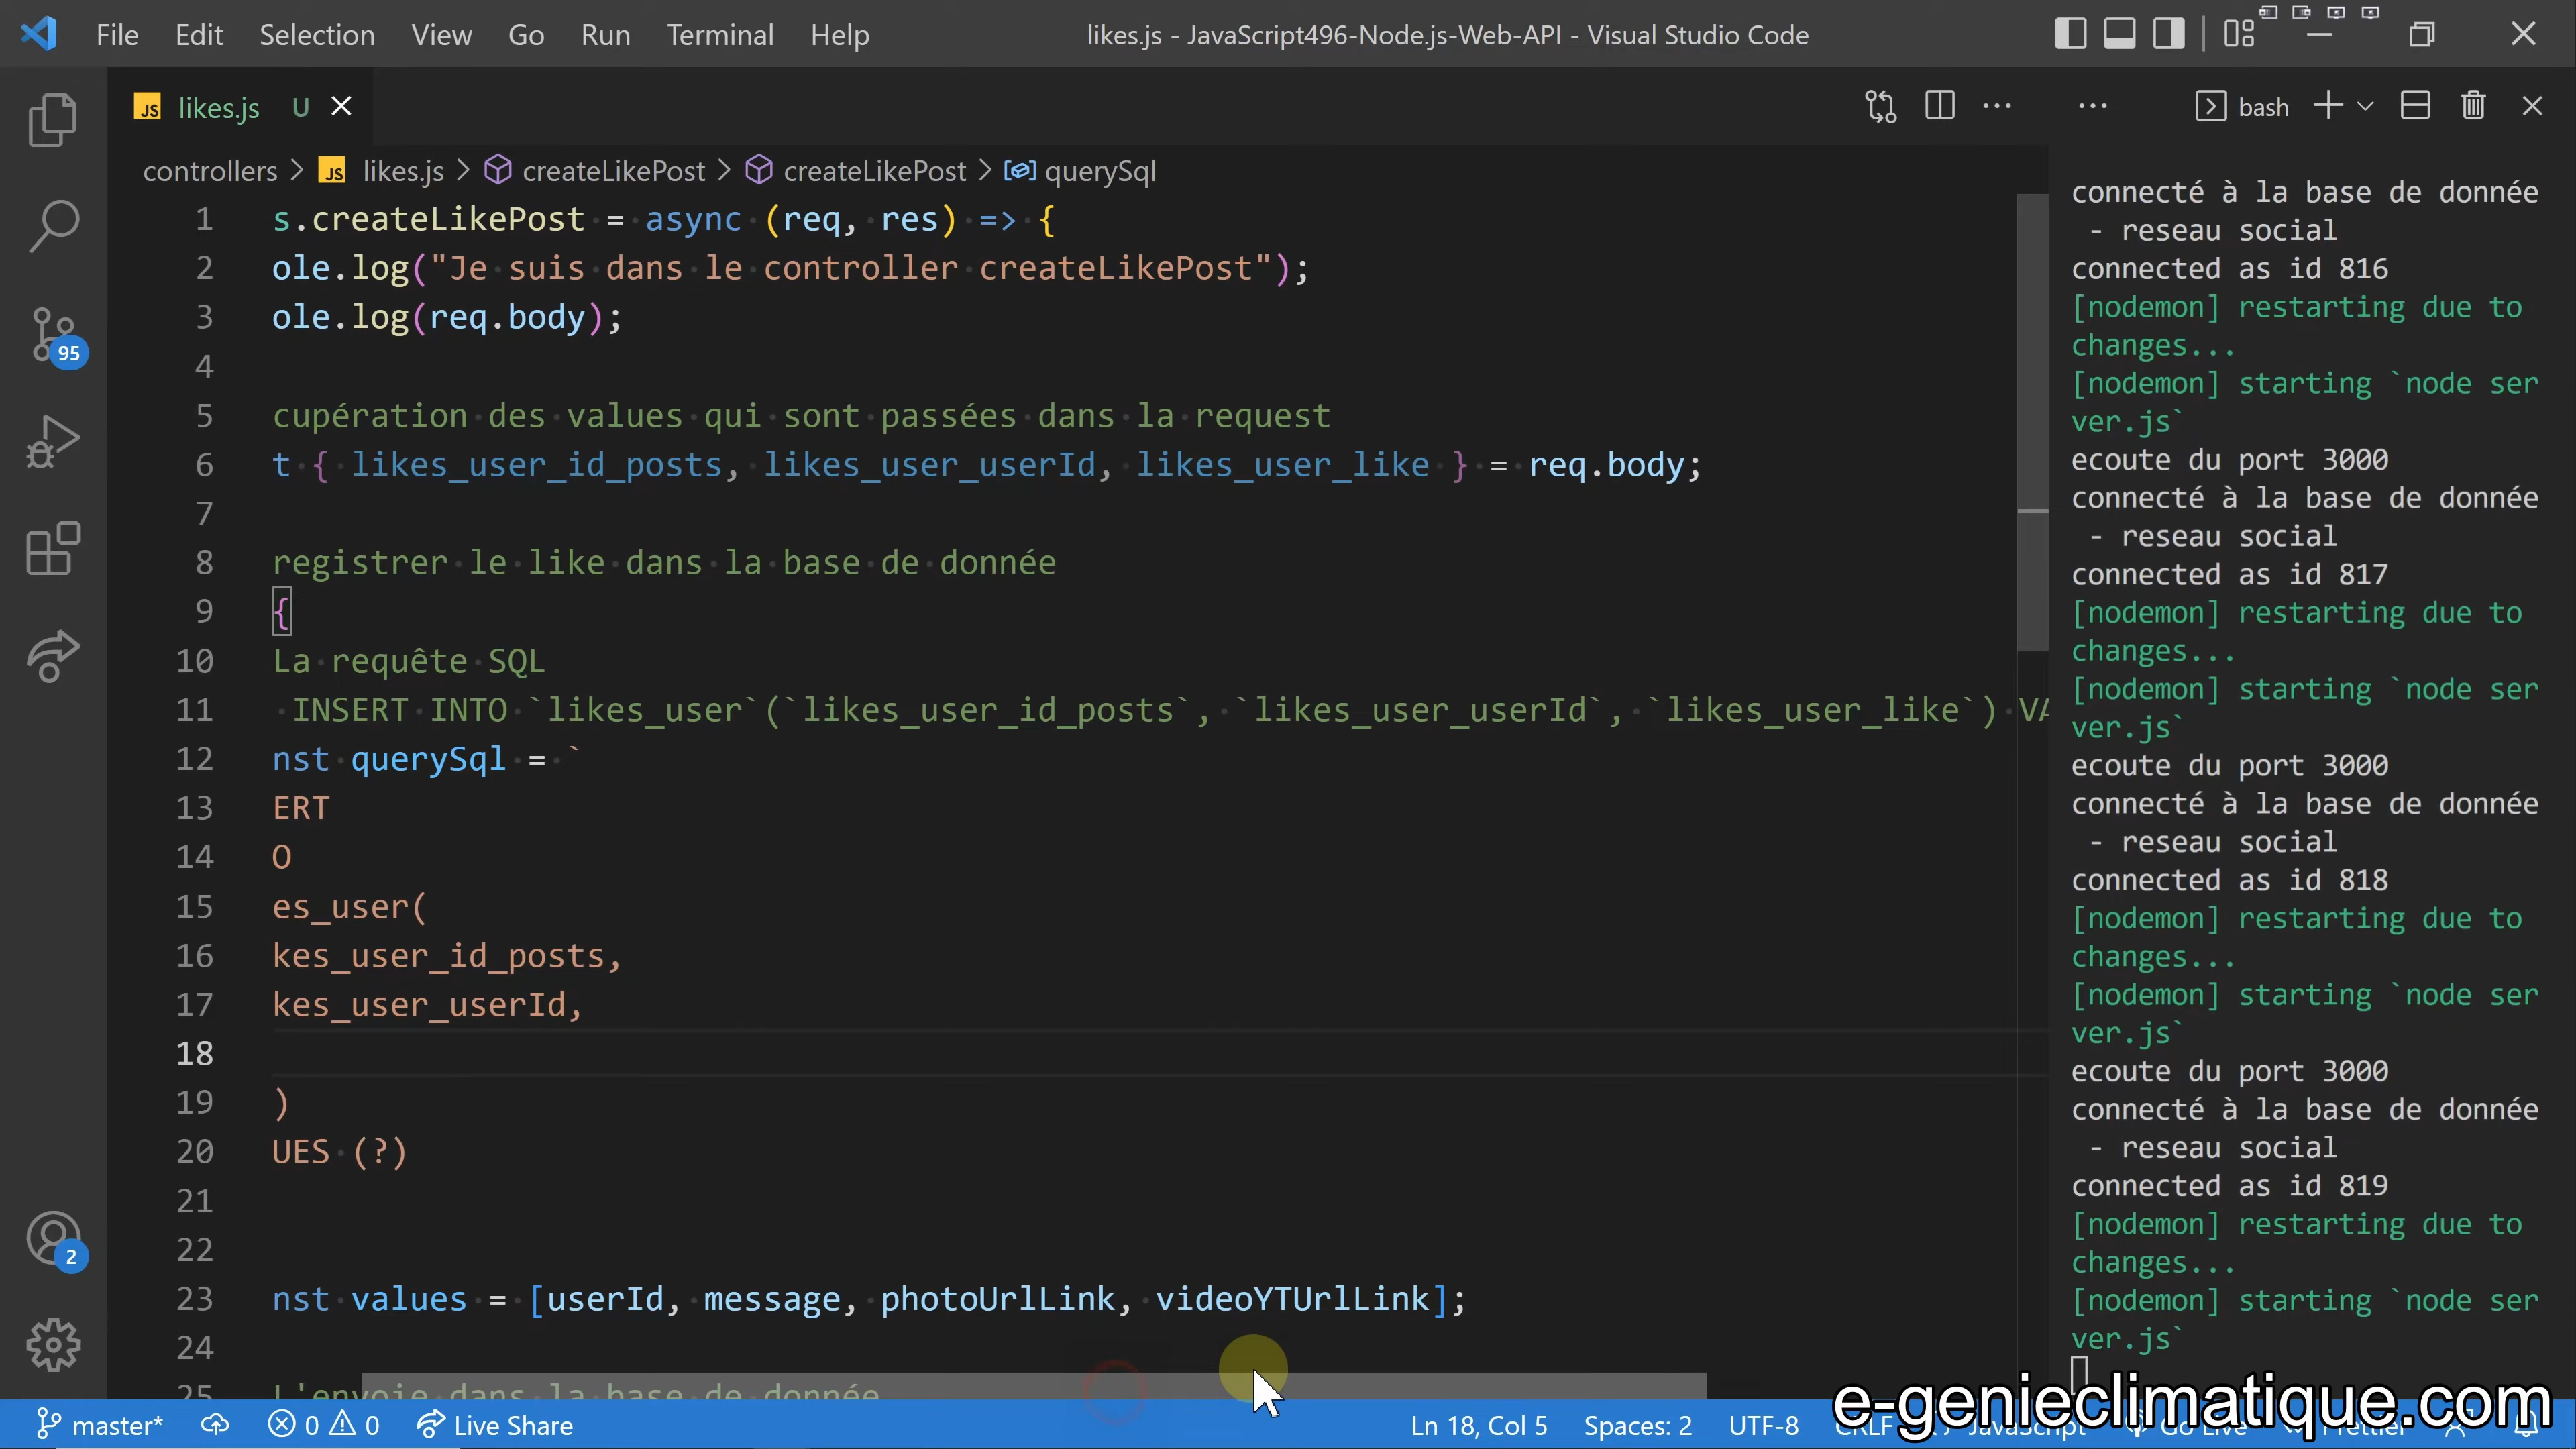 File Edit Selection View Go Run Terminal Help
likes.js - JavaScript496-Node.js-Web-API - Visual Studio Code
JS likes.js U
bash
controllers > JS likes.js > createLikePost > createLikePost > querySql
1 s.createLikePost = async (req, res) => {
2 ole.log("Je suis dans le controller createLikePost");
3 ole.log(req.body);
4
5 cupération des values qui sont passées dans la request
6 t { likes_user_id_posts, likes_user_userId, likes_user_like } = req.body;
7
8 registrer le like dans la base de donnée
9 {
10 La requête SQL
11 INSERT INTO `likes_user`(`likes_user_id_posts`, `likes_user_userId`, `likes_user_like`) VA
12 nst querySql = `
13 ERT
14 O
15 es_user(
16 kes_user_id_posts,
17 kes_user_userId,
18
19 )
20 UES (?)
21
22
23 nst values = [userId, message, photoUrlLink, videoYTUrlLink];
24
25 L'envoie dans la base de donnée
connecté à la base de donnée
- reseau social
connected as id 816
[nodemon] restarting due to
changes...
[nodemon] starting `node ser
ver.js`
ecoute du port 3000
connecté à la base de donnée
- reseau social
connected as id 817
[nodemon] restarting due to
changes...
[nodemon] starting `node ser
ver.js`
ecoute du port 3000
connecté à la base de donnée
- reseau social
connected as id 818
[nodemon] restarting due to
changes...
[nodemon] starting `node ser
ver.js`
ecoute du port 3000
connecté à la base de donnée
- reseau social
connected as id 819
[nodemon] restarting due to
changes...
[nodemon] starting `node ser
ver.js`
95
2
e-genieclimatique.com
master* 0 0 Live Share Ln 18, Col 5 Spaces: 2 UTF-8 CRLF JavaScript Go Live Prettier